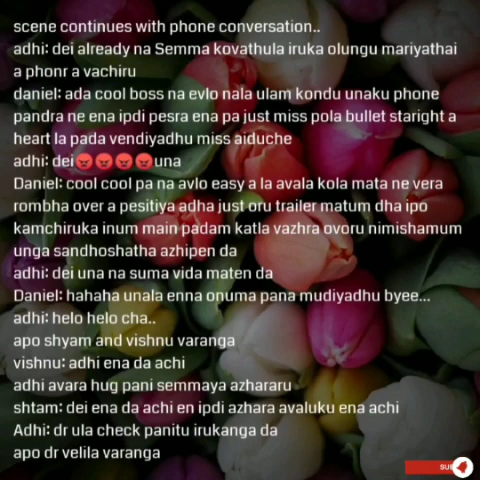 scene continues with phone conversation..
adhi: dei already na Semma kovathula iruka olungu mariyathai
a phonr a vachiru
daniel: ada cool boss na evlo nala ulam kondu unaku phone
pandra ne ena ipdi pesra ena pa just miss pola bullet staright a
heart la pada vendiyadhu miss aiduche
adhi: dei😡😡😡😡una
Daniel: cool cool pa na avlo easy a la avala kola mata ne vera
rombha over a pesitiya adha just oru trailer matum dha ipo
kamchiruka inum main padam katla vazhra ovoru nimishamum
unga sandhoshatha azhipen da
adhi: dei una na suma vida maten da
Daniel: hahaha unala enna onuma pana mudiyadhu byee...
adhi: helo helo cha..
apo shyam and vishnu varanga
vishnu: adhi ena da achi
adhi avara hug pani semmaya azhararu
shtam: dei ena da achi en ipdi azhara avaluku ena achi
Adhi: dr ula check panitu irukanga da
apo dr velila varanga